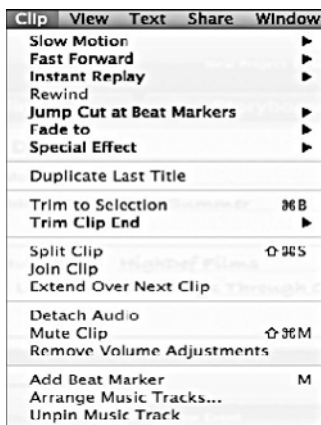 Clip View Text Share Window
Slow Motion
Fast Forward
Instant Replay
Rewind
Jump Cut at Beat Markers
Fade to
Special Effect
Duplicate Last Title
Trim to Selection ⌘B
Trim Clip End
Split Clip ⇧⌘S
Join Clip
Extend Over Next Clip
Detach Audio
Mute Clip ⇧⌘M
Remove Volume Adjustments
Add Beat Marker M
Arrange Music Tracks...
Unpin Music Track